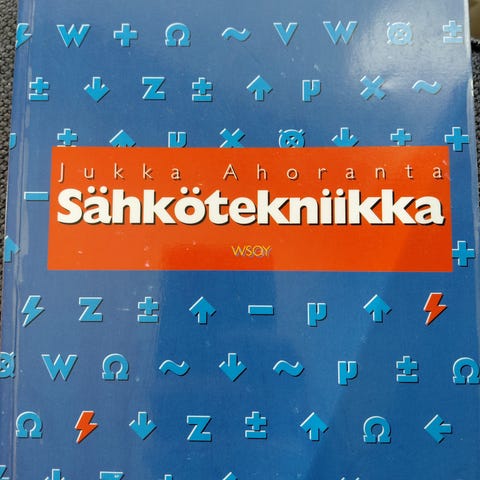 W + Ω ~ V W ⊗ ±
± ↓ Z ± ↑ µ × ~
± ↑ µ × ⊗ ↓ ± +
Jukka Ahoranta
Sähkötekniikka
WSOY
Z ± ↑ − µ ↑
W Ω ~ ↓ ~ µ ± Ω
Ω ↓ Z ± Ω ⊗ ←